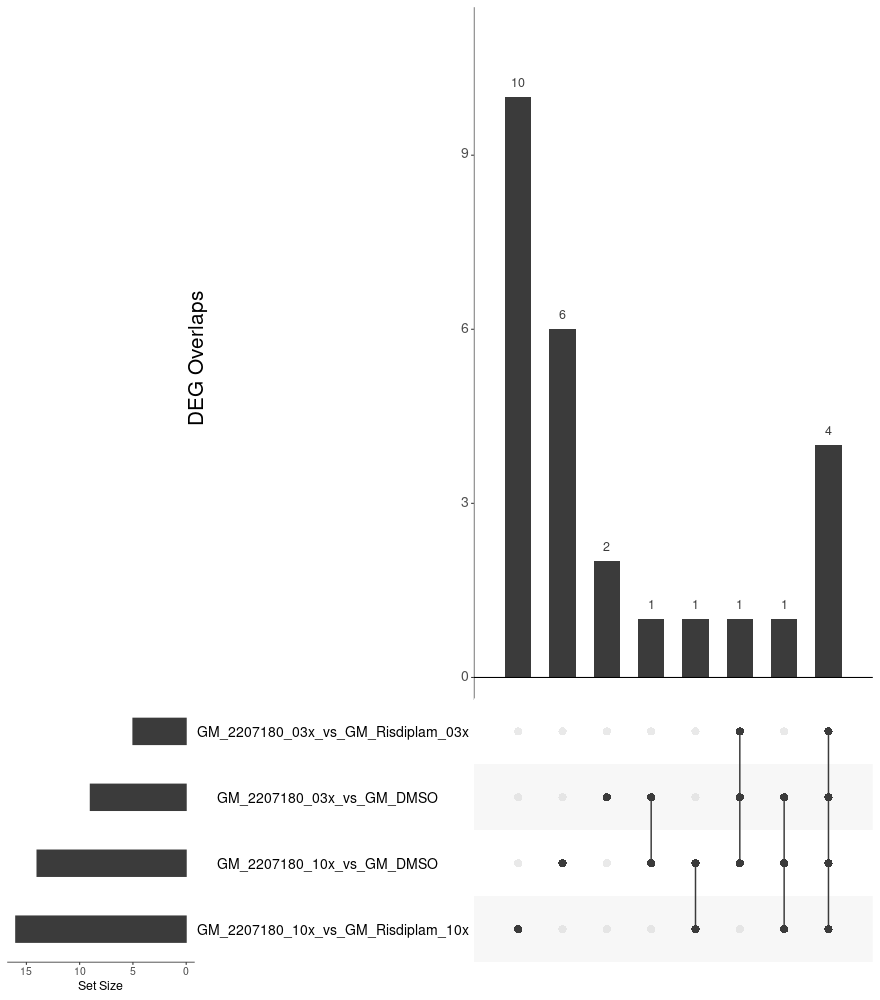 10
9
6
6
DEG Overlaps
4
3
2
1 1 1 1
0
GM_2207180_03x_vs_GM_Risdiplam_03x
GM_2207180_03x_vs_GM_DMSO
GM_2207180_10x_vs_GM_DMSO
GM_2207180_10x_vs_GM_Risdiplam_10x
15 10 5 0
Set Size